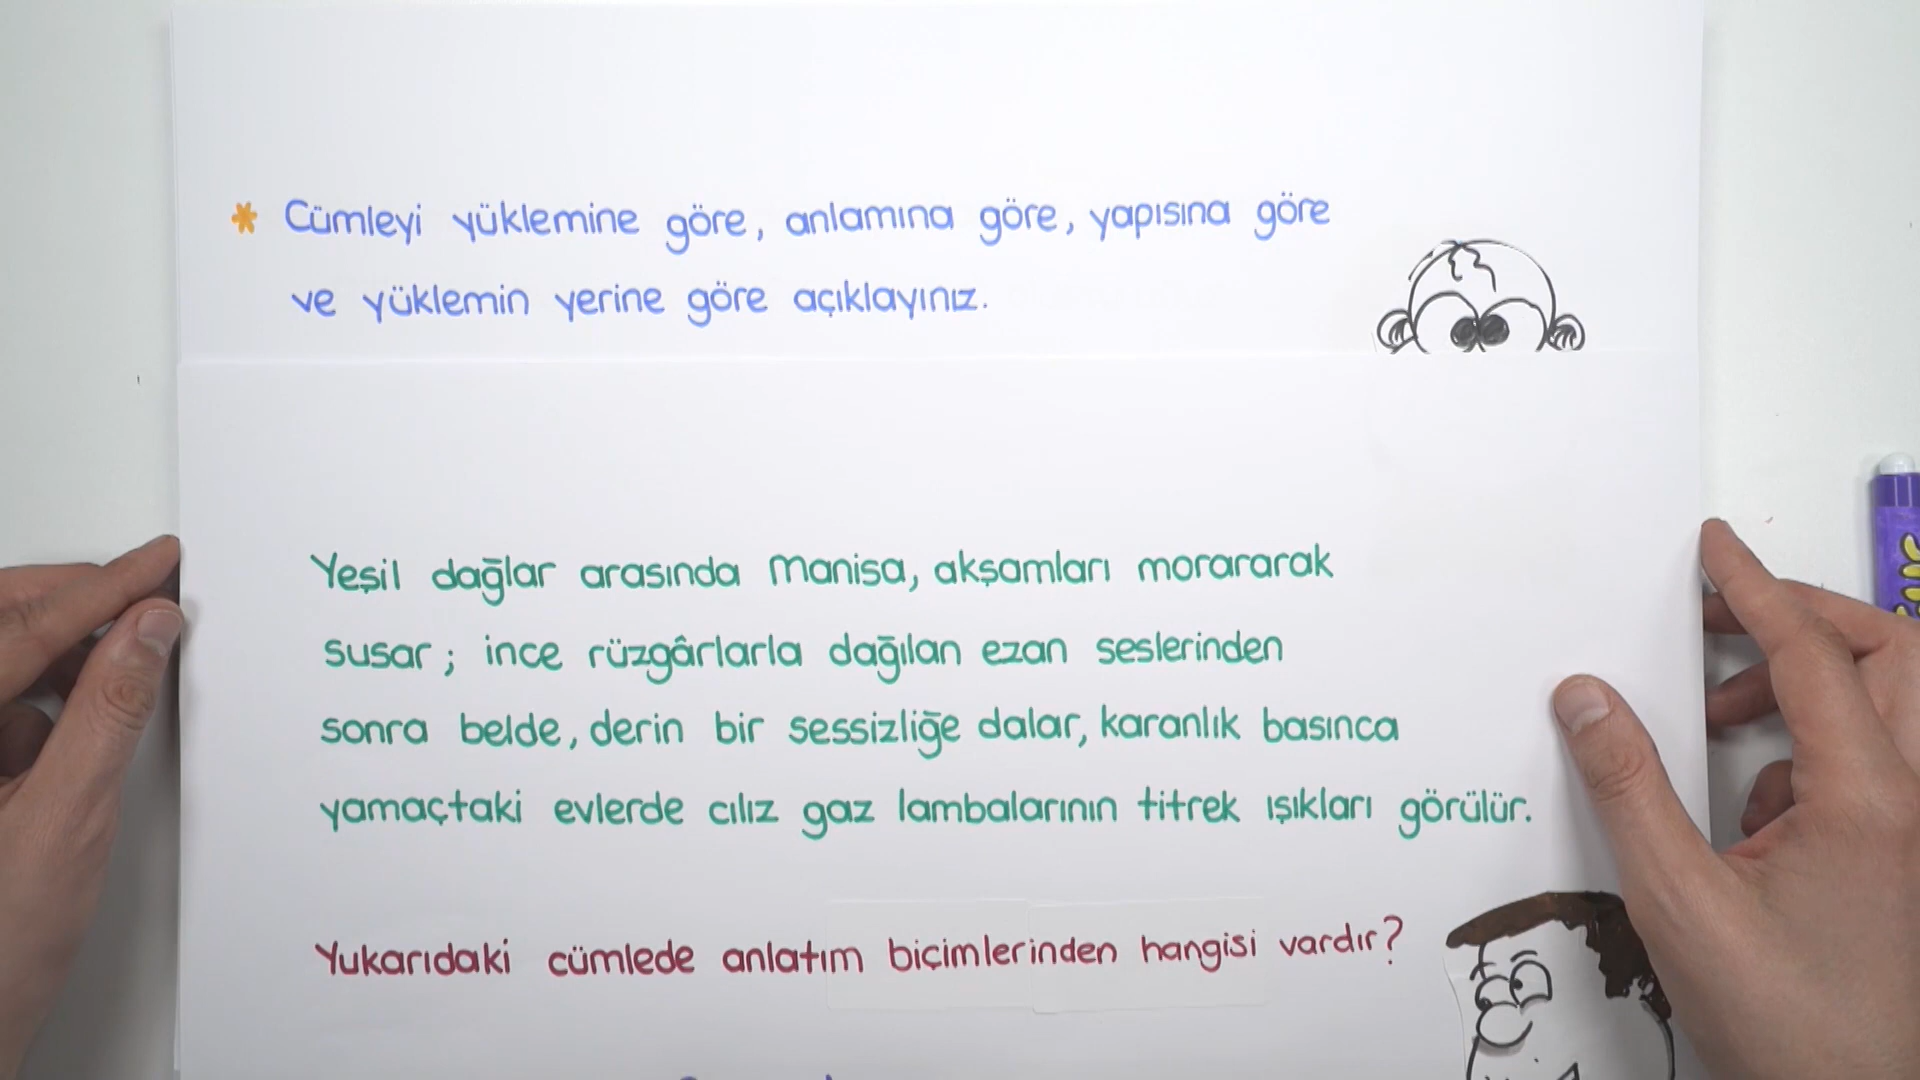 * Cümleyi yüklemine göre, anlamına göre, yapısına göre
ve yüklemin yerine göre açıklayınız.
Yeşil dağlar arasında Manisa, akşamları morararak
susar; ince rüzgârlarla dağılan ezan seslerinden
sonra belde, derin bir sessizliğe dalar, karanlık basınca
yamaçtaki evlerde cılız gaz lambalarının titrek ışıkları görülür.
Yukarıdaki cümlede anlatım biçimlerinden hangisi vardır?